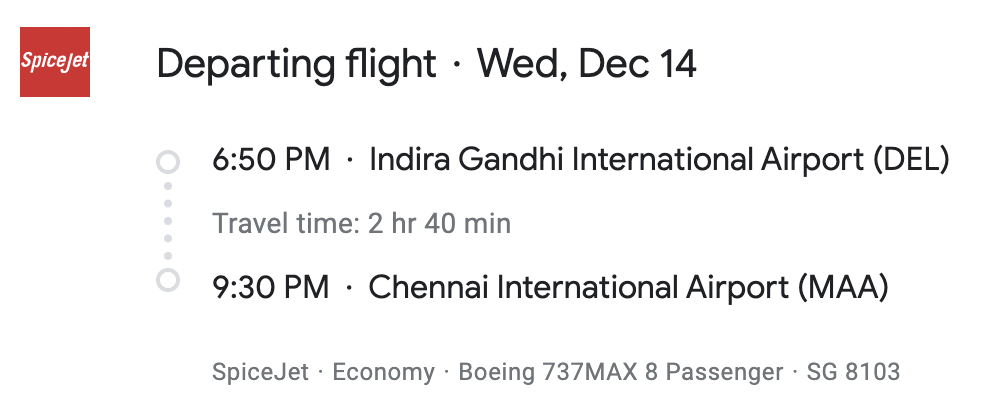 SpiceJet
Departing flight · Wed, Dec 14
6:50 PM · Indira Gandhi International Airport (DEL)
Travel time: 2 hr 40 min
9:30 PM · Chennai International Airport (MAA)
SpiceJet · Economy · Boeing 737MAX 8 Passenger · SG 8103